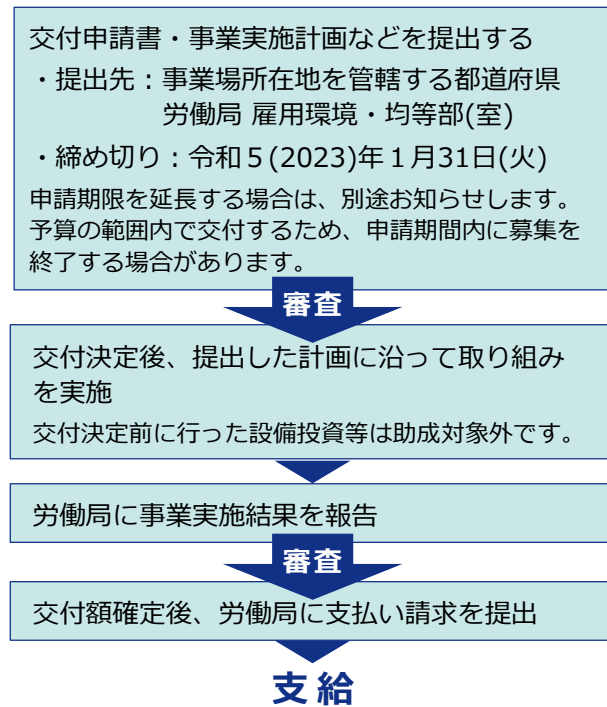 交付申請書・事業実施計画などを提出する
・提出先：事業場所在地を管轄する都道府県
労働局 雇用環境・均等部(室)
・締め切り：令和５(2023)年１月31日(火)
申請期限を延長する場合は、別途お知らせします。
予算の範囲内で交付するため、申請期間内に募集を
終了する場合があります。
審査
交付決定後、提出した計画に沿って取り組み
を実施
交付決定前に行った設備投資等は助成対象外です。
労働局に事業実施結果を報告
審査
交付額確定後、労働局に支払い請求を提出
支給